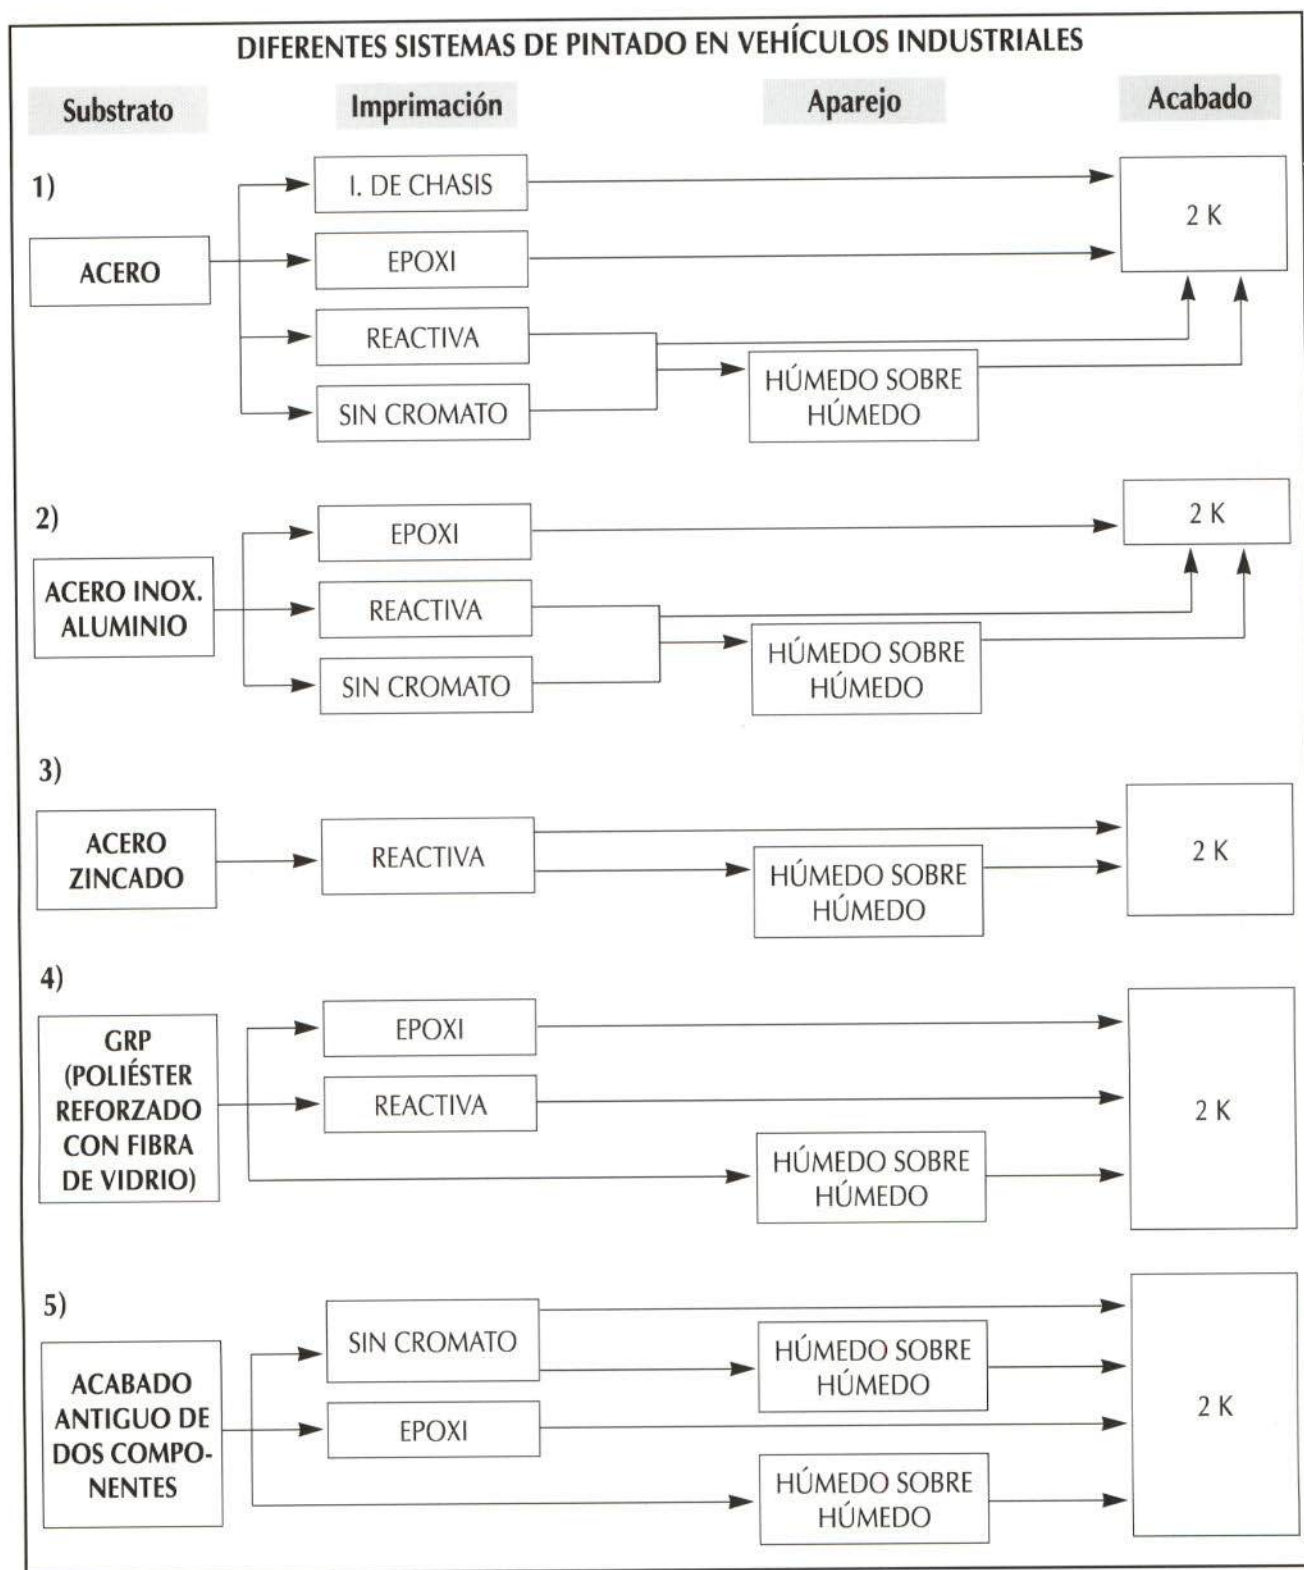 DIFERENTES SISTEMAS DE PINTADO EN VEHÍCULOS INDUSTRIALES
Substrato
Imprimación
Aparejo
Acabado
1)
ACERO
I. DE CHASIS
EPOXI
REACTIVA
SIN CROMATO
HÚMEDO SOBRE
HÚMEDO
2 K
2)
ACERO INOX.
ALUMINIO
EPOXI
REACTIVA
SIN CROMATO
HÚMEDO SOBRE
HÚMEDO
2 K
3)
ACERO
ZINCADO
REACTIVA
HÚMEDO SOBRE
HÚMEDO
2 K
4)
GRP
(POLIÉSTER
REFORZADO
CON FIBRA
DE VIDRIO)
EPOXI
REACTIVA
HÚMEDO SOBRE
HÚMEDO
2 K
5)
ACABADO
ANTIGUO DE
DOS COMPO-
NENTES
SIN CROMATO
HÚMEDO SOBRE
HÚMEDO
EPOXI
HÚMEDO SOBRE
HÚMEDO
2 K